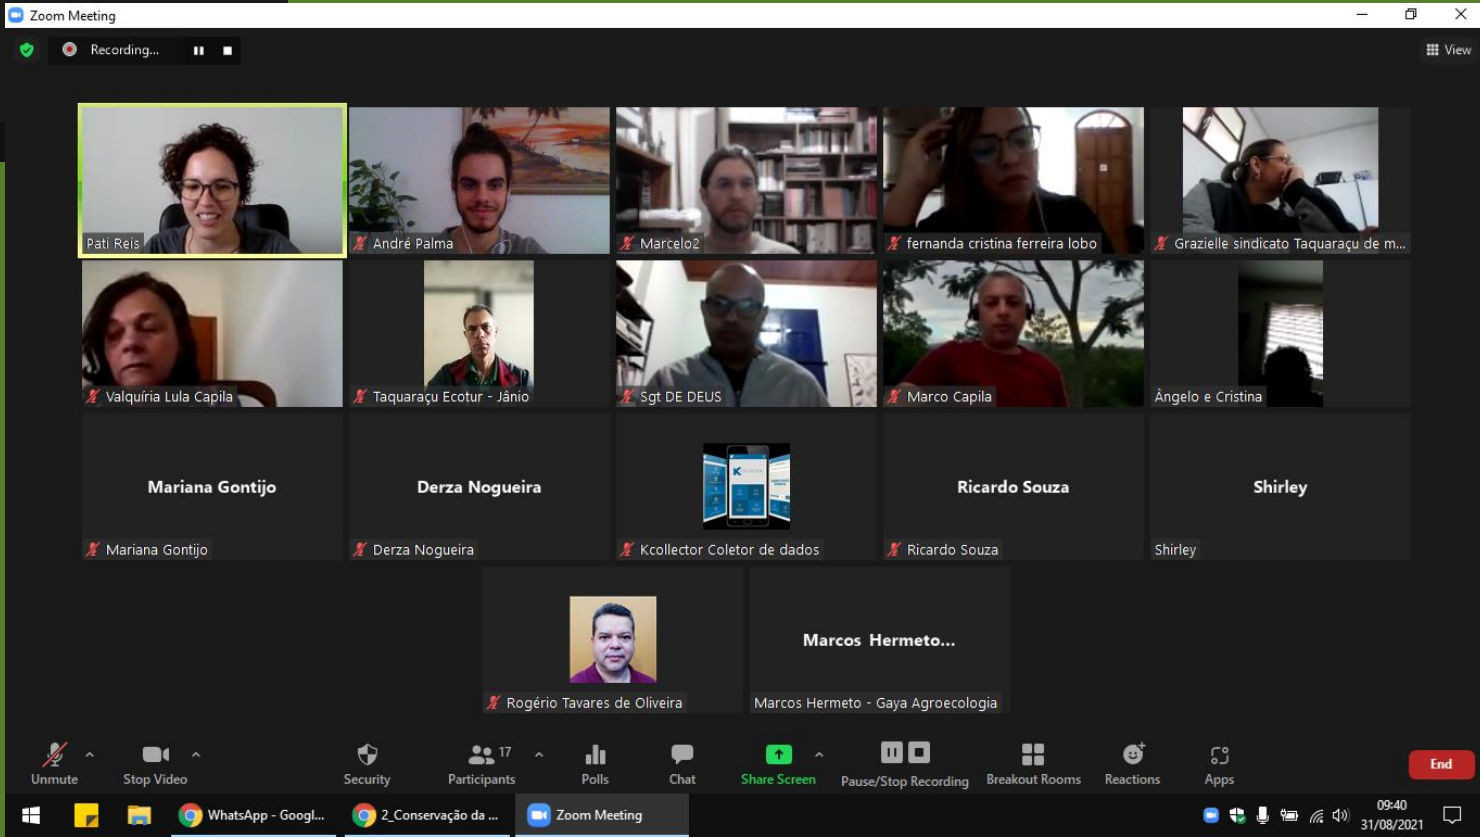 Zoom Meeting
Recording...
View
Pati Reis
André Palma
Marcelo2
fernanda cristina ferreira lobo
Grazielle sindicato Taquaraçu de m...
Valquíria Lula Capila
Taquaraçu Ecotur - Jânio
Sgt DE DEUS
Marco Capila
Ângelo e Cristina
Mariana Gontijo
Mariana Gontijo
Derza Nogueira
Derza Nogueira
K
Kcollector Coletor de dados
Ricardo Souza
Ricardo Souza
Shirley
Shirley
Rogério Tavares de Oliveira
Marcos Hermeto...
Marcos Hermeto - Gaya Agroecologia
Unmute
Stop Video
Security
17
Participants
Polls
Chat
Share Screen
Pause/Stop Recording
Breakout Rooms
Reactions
Apps
End
WhatsApp - Googl...
2_Conservação da ...
Zoom Meeting
09:40
31/08/2021